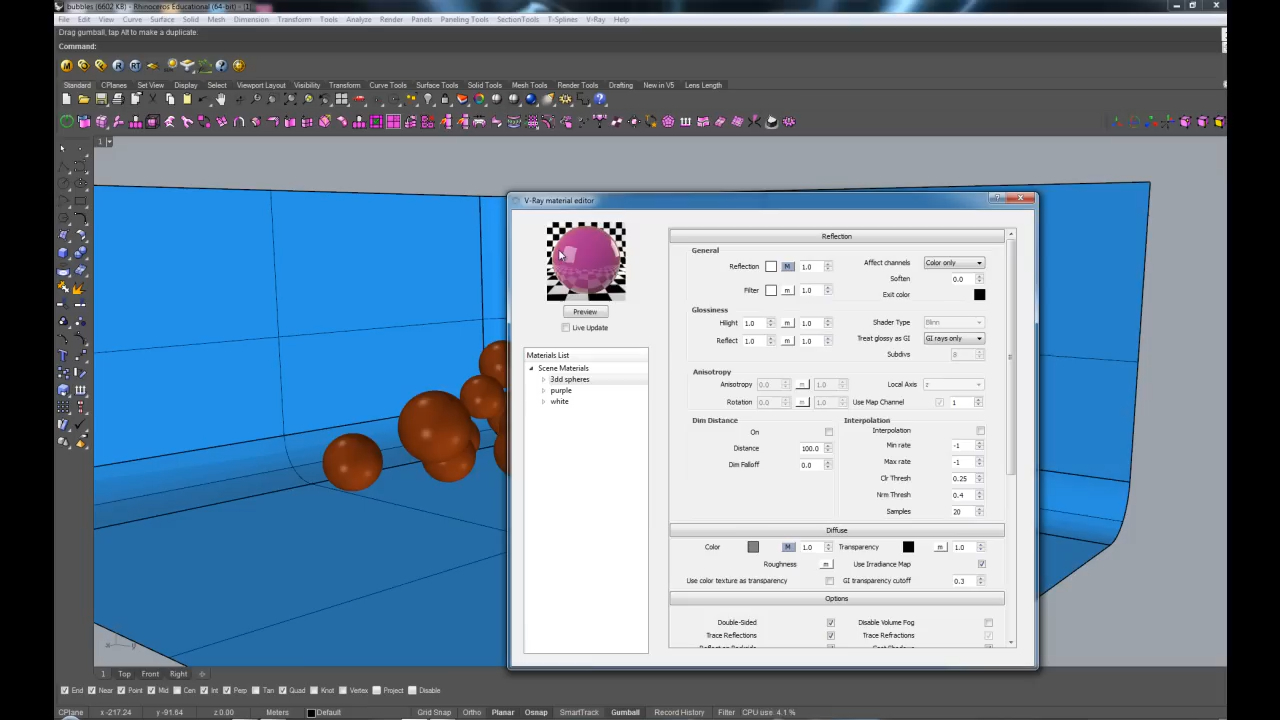 bubbles (6602 KB) - Rhinoceros Educational (64-bit) - [1]
File Edit View Curve Surface Solid Mesh Dimension Transform Tools Analyze Render Panels Paneling Tools SectionTools T-Splines V-Ray Help
Drag gumball, tap Alt to make a duplicate.
Command:
Standard CPlanes Set View Display Select Viewport Layout Visibility Transform Curve Tools Surface Tools Solid Tools Mesh Tools Render Tools Drafting New in V5 Lens Length
1
V-Ray material editor
Reflection
General
Reflection M 1.0 Affect channels Color only
Soften 0.0
Filter m 1.0 Exit color
Glossiness
Hilight 1.0 m 1.0 Shader Type Blinn
Reflect 1.0 m 1.0 Treat glossy as GI GI rays only
Subdivs 8
Anisotropy
Anisotropy 0.0 m 1.0 Local Axis z
Rotation 0.0 m 1.0 Use Map Channel 1
Dim Distance Interpolation
On Interpolation
Distance 100.0 Min rate -1
Dim Falloff 0.0 Max rate -1
Clr Thresh 0.25
Nrm Thresh 0.4
Samples 20
Diffuse
Color M 1.0 Transparency m 1.0
Roughness m Use Irradiance Map
Use color texture as transparency GI transparency cutoff 0.3
Options
Double-Sided Disable Volume Fog
Trace Reflections Trace Refractions
Preview
Live Update
Materials List
Scene Materials
3dd spheres
purple
white
x y
1 Top Front Right
End Near Point Mid Cen Int Perp Tan Quad Knot Vertex Project Disable
CPlane x -217.24 y -91.64 z 0.00 Meters Default Grid Snap Ortho Planar Osnap SmartTrack Gumball Record History Filter CPU use: 4.1 %